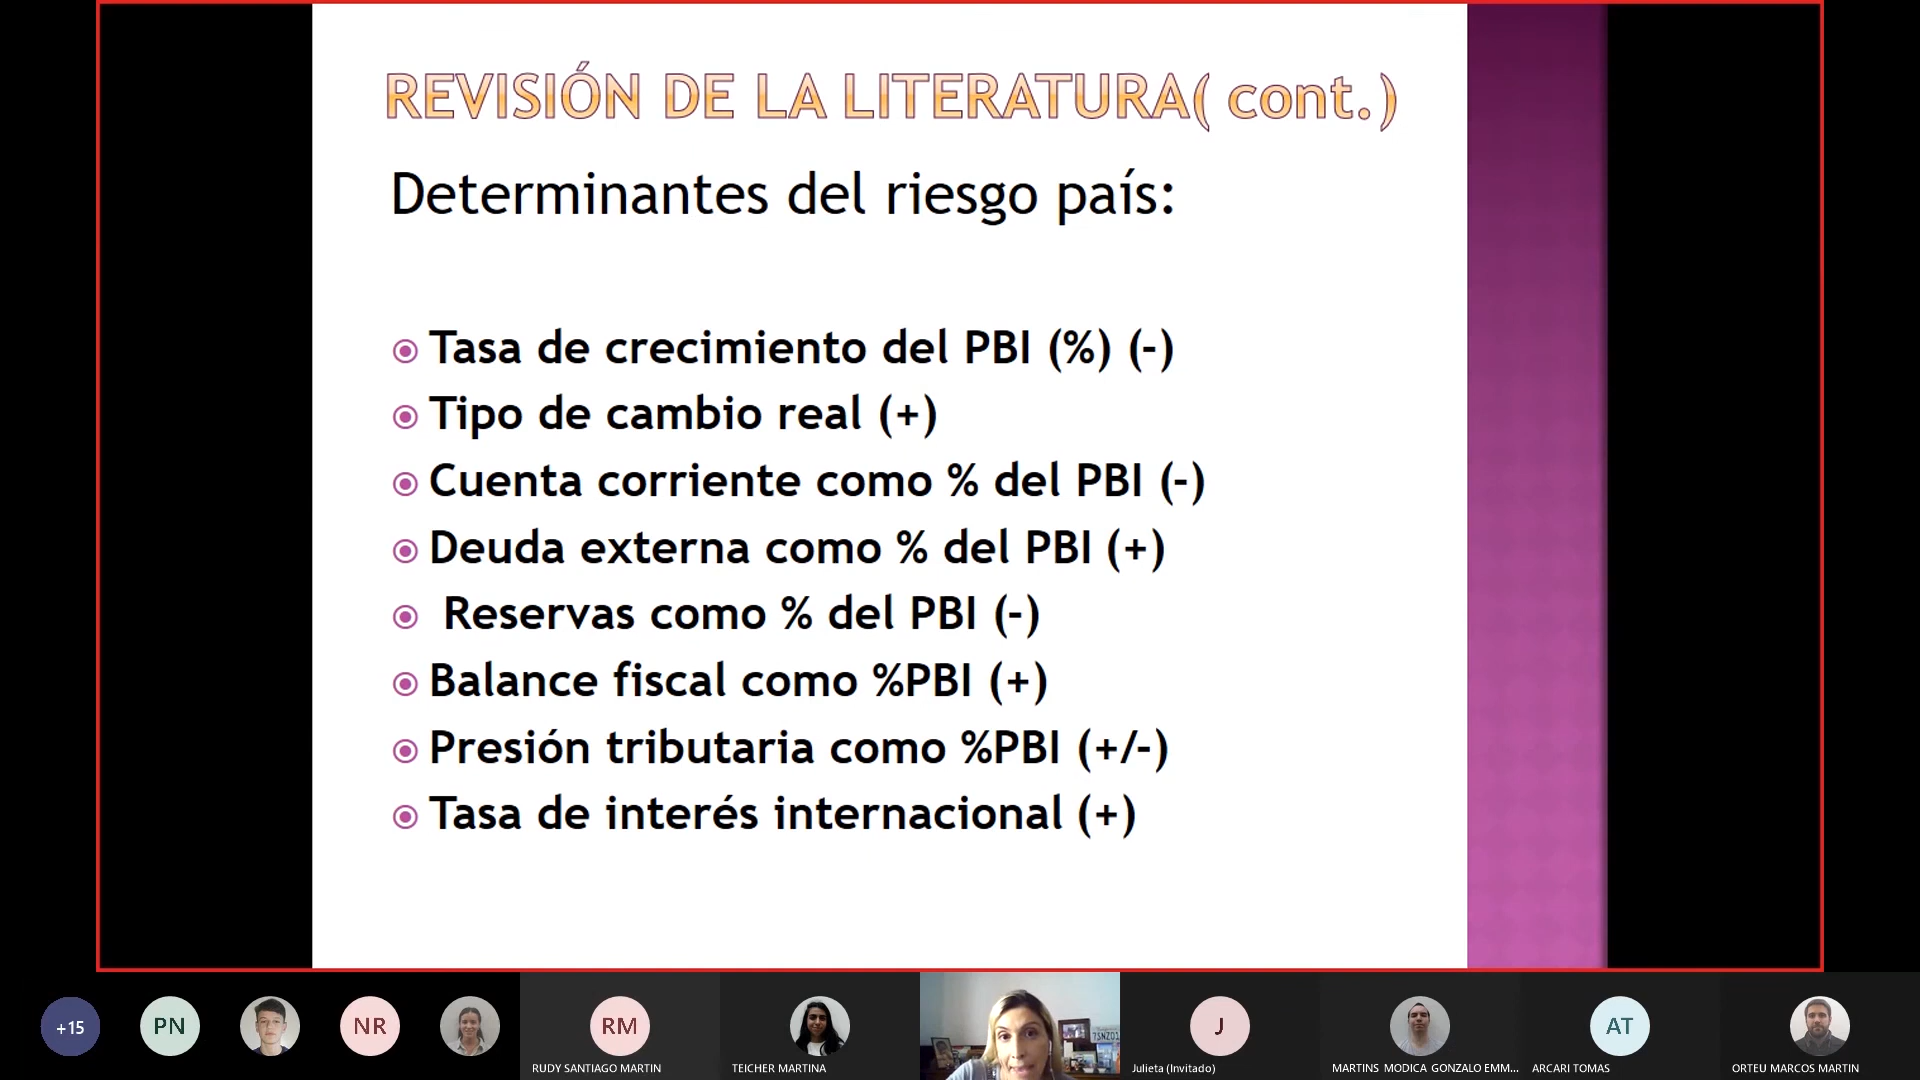 REVISIÓN DE LA LITERATURA( cont.)
Determinantes del riesgo país:
Tasa de crecimiento del PBI (%) (-)
Tipo de cambio real (+)
Cuenta corriente como % del PBI (-)
Deuda externa como % del PBI (+)
Reservas como % del PBI (-)
Balance fiscal como %PBI (+)
Presión tributaria como %PBI (+/-)
Tasa de interés internacional (+)
+15
PN
NR
RM
RUDY SANTIAGO MARTIN
TEICHER MARTINA
J
Julieta (Invitado)
MARTINS MODICA GONZALO EMM...
AT
ARCARI TOMAS
ORTEU MARCOS MARTIN